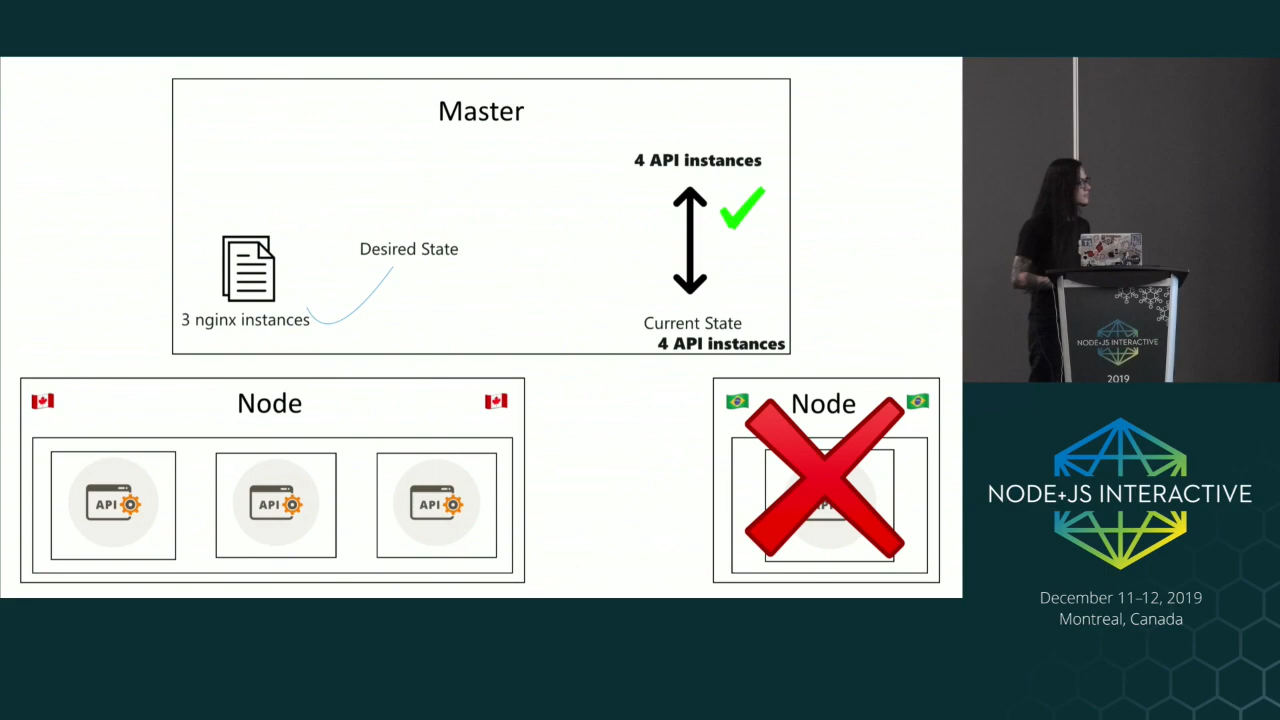 Master
4 API instances
Desired State
3 nginx instances
Current State
4 API instances
Node
API
API
API
Node
NODE+JS INTERACTIVE
2019
NODE+JS INTERACTIVE
December 11–12, 2019
Montreal, Canada